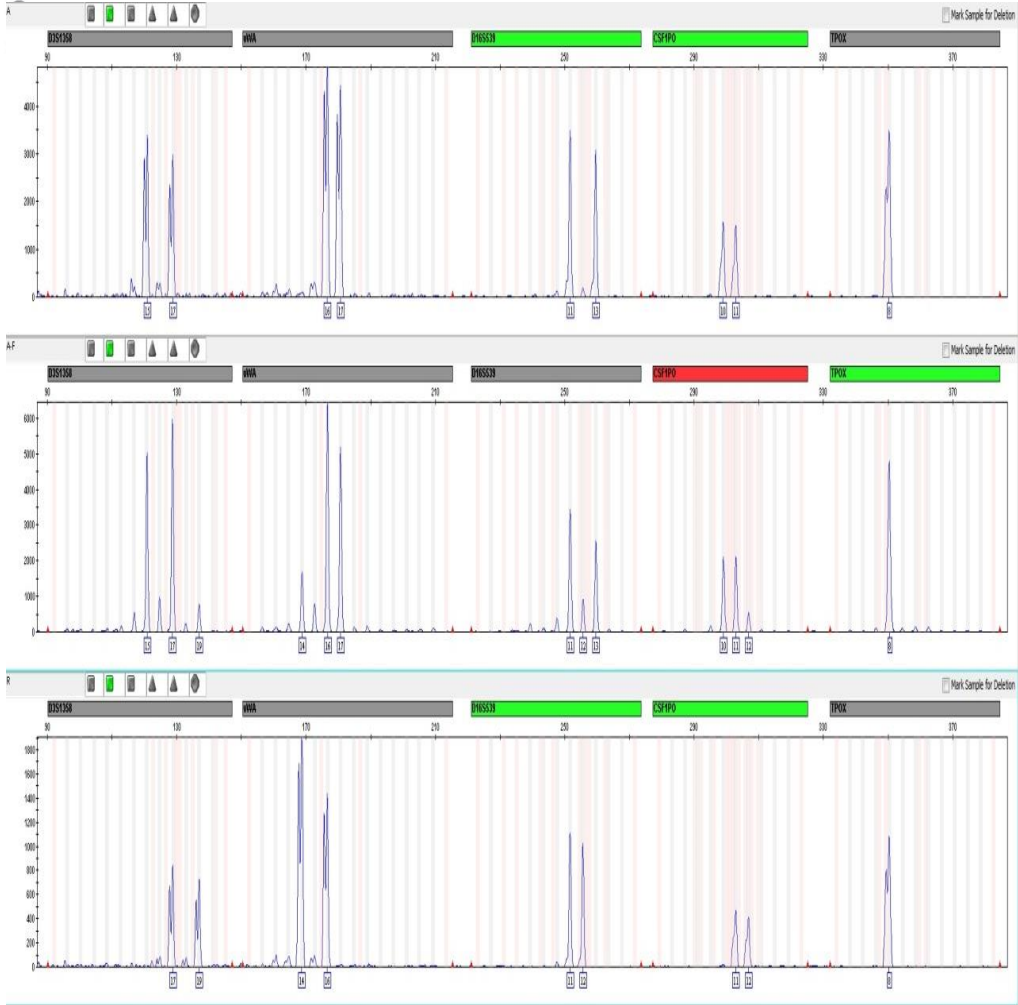 A
Mark Sample for Deletion
D3S1358 vWA D16S539 CSF1PO TPOX
90 130 170 210 250 290 330 370
4000
3000
2000
1000
0
15 17 16 17 11 13 10 11 8
A-F
Mark Sample for Deletion
D3S1358 vWA D16S539 CSF1PO TPOX
90 130 170 210 250 290 330 370
6000
5000
4000
3000
2000
1000
0
15 17 19 14 16 17 11 12 13 10 11 12 8
R
Mark Sample for Deletion
D3S1358 vWA D16S539 CSF1PO TPOX
90 130 170 210 250 290 330 370
1800
1600
1400
1200
1000
800
600
400
200
0
17 19 14 16 11 12 11 12 8